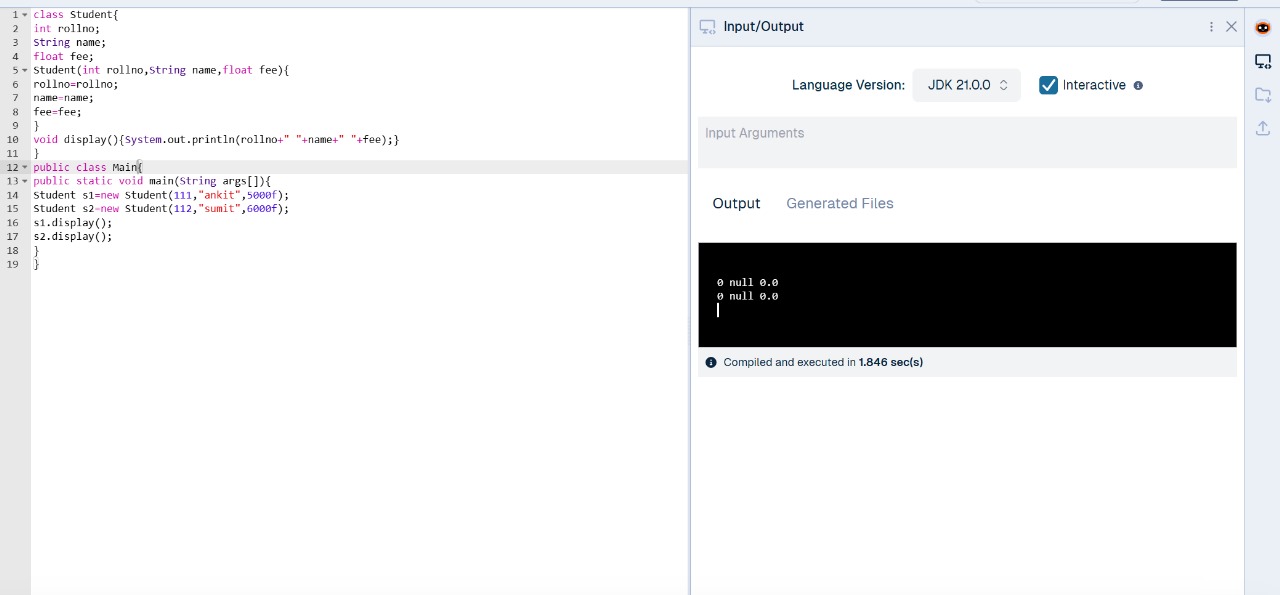 1 class Student{
2 int rollno;
3 String name;
4 float fee;
5 Student(int rollno,String name,float fee){
6 rollno=rollno;
7 name=name;
8 fee=fee;
9 }
10 void display(){System.out.println(rollno+" "+name+" "+fee);}
11 }
12 public class Main{
13 public static void main(String args[]){
14 Student s1=new Student(111,"ankit",5000f);
15 Student s2=new Student(112,"sumit",6000f);
16 s1.display();
17 s2.display();
18 }
19 }
Input/Output
Language Version: JDK 21.0.0 Interactive
Input Arguments
Output Generated Files
0 null 0.0
0 null 0.0
Compiled and executed in 1.846 sec(s)